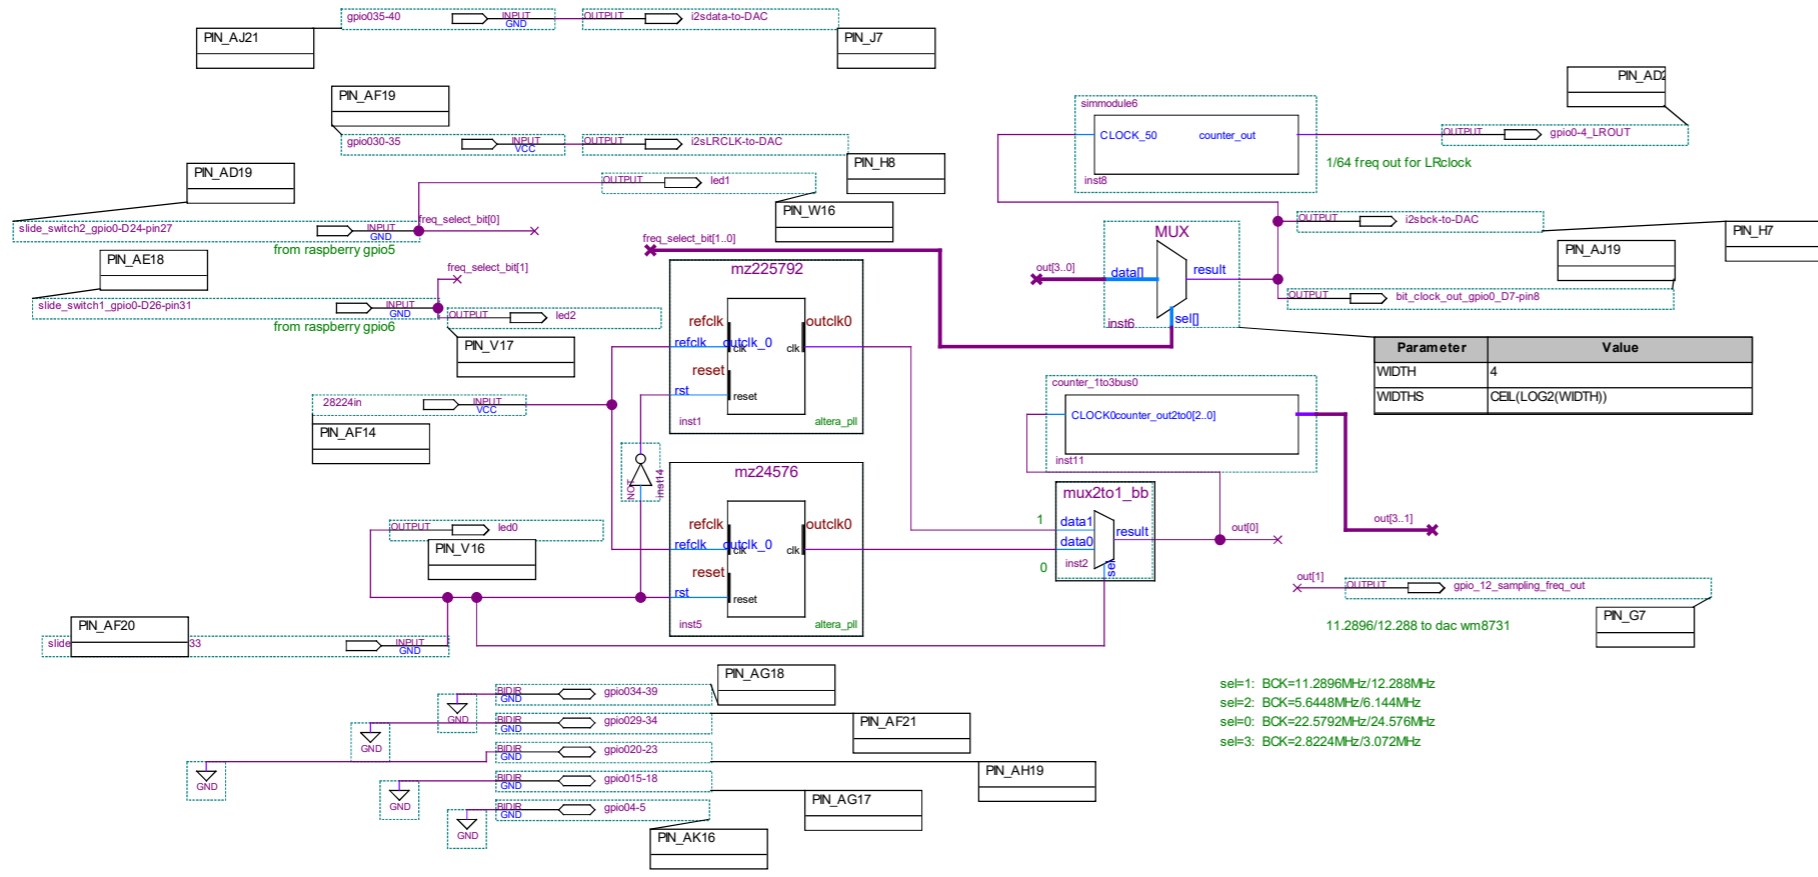 gpio035-40
INPUT
GND
OUTPUT
i2sdata-to-DAC
PIN_AJ21
PIN_J7
PIN_AF19
gpio030-35
INPUT
VCC
OUTPUT
i2sLRCLK-to-DAC
PIN_H8
PIN_AD19
OUTPUT
led1
PIN_W16
slide_switch2_gpio0-D24-pin27
INPUT
GND
freq_select_bit[0]
from raspberry gpio5
PIN_AE18
freq_select_bit[1]
slide_switch1_gpio0-D26-pin31
INPUT
GND
from raspberry gpio6
OUTPUT
led2
PIN_V17
28224in
INPUT
VCC
PIN_AF14
freq_select_bit[1..0]
mz225792
refclk
outclk0
refclk
outclk_0
clk
clk
reset
rst
reset
inst1
altera_pll
NOT
inst14
mz24576
refclk
outclk0
refclk
outclk_0
clk
clk
reset
rst
reset
inst5
altera_pll
OUTPUT
led0
PIN_V16
PIN_AF20
slide
33
INPUT
GND
simmodule6
CLOCK_50
counter_out
inst8
1/64 freq out for LRclock
OUTPUT
gpio0-4_LROUT
OUTPUT
i2sbck-to-DAC
PIN_H7
PIN_AJ19
MUX
out[3..0]
data[]
result
sel[]
inst6
OUTPUT
bit_clock_out_gpio0_D7-pin8
Parameter Value
WIDTH 4
WIDTHS CEIL(LOG2(WIDTH))
counter_1to3bus0
CLOCK0counter_out2to0[2..0]
inst11
mux2to1_bb
1
data1
result
data0
0
inst2
out[0]
out[3..1]
out[1]
OUTPUT
gpio_12_sampling_freq_out
PIN_G7
11.2896/12.288 to dac wm8731
sel=1: BCK=11.2896MHz/12.288MHz
sel=2: BCK=5.6448MHz/6.144MHz
sel=0: BCK=22.5792MHz/24.576MHz
sel=3: BCK=2.8224MHz/3.072MHz
PIN_AG18
BIDIR
GND
gpio034-39
GND
BIDIR
GND
gpio029-34
PIN_AF21
GND
BIDIR
GND
gpio020-23
PIN_AH19
GND
BIDIR
GND
gpio015-18
PIN_AG17
GND
BIDIR
GND
gpio04-5
PIN_AK16
GND